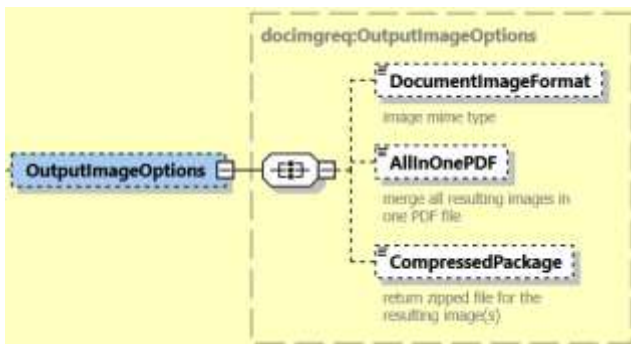 docimgreq:OutputImageOptions
DocumentImageFormat
image mime type
OutputImageOptions
AllInOnePDF
merge all resulting images in
one PDF file
CompressedPackage
return zipped file for the
resulting image(s)